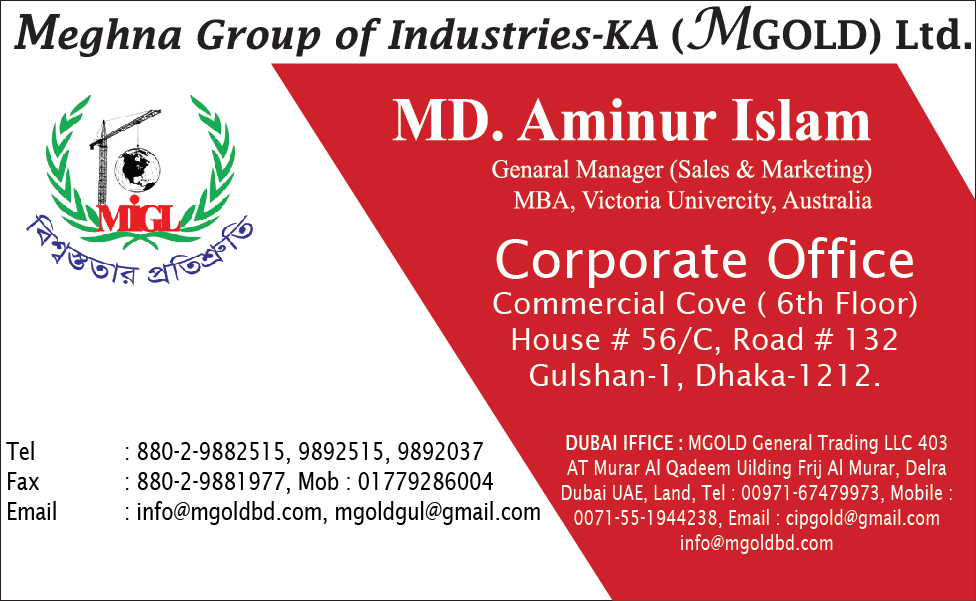 Meghna Group of Industries-KA (MGOLD) Ltd.
MiGL
বিশ্বস্ততার প্রতিশ্রুতি
MD. Aminur Islam
Genaral Manager (Sales & Marketing)
MBA, Victoria Univercity, Australia
Corporate Office
Commercial Cove ( 6th Floor)
House # 56/C, Road # 132
Gulshan-1, Dhaka-1212.
Tel : 880-2-9882515, 9892515, 9892037
Fax : 880-2-9881977, Mob : 01779286004
Email : info@mgoldbd.com, mgoldgul@gmail.com
DUBAI IFFICE : MGOLD General Trading LLC 403
AT Murar Al Qadeem Uilding Frij Al Murar, Delra
Dubai UAE, Land, Tel : 00971-67479973, Mobile :
0071-55-1944238, Email : cipgold@gmail.com
info@mgoldbd.com